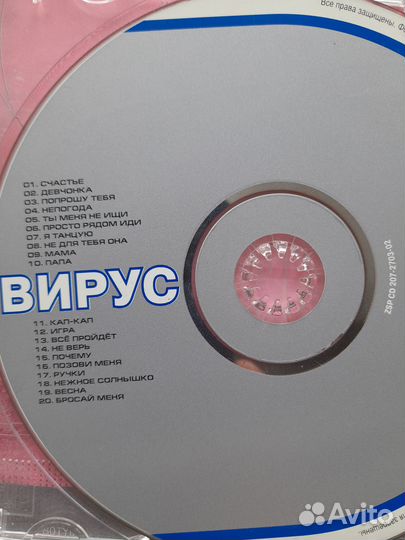 Все права защищены.
01. СЧАСТЬЕ
02. ДЕВЧОНКА
03. ПОПРОШУ ТЕБЯ
04. НЕПОГОДА
05. ТЫ МЕНЯ НЕ ИЩИ
06. ПРОСТО РЯДОМ ИДИ
07. Я ТАНЦУЮ
08. НЕ ДЛЯ ТЕБЯ ОНА
09. МАМА
10. ПАПА
ВИРУС
11. КАП-КАП
12. ИГРА
13. ВСЁ ПРОЙДЁТ
14. НЕ ВЕРЬ
15. ПОЧЕМУ
16. ПОЗОВИ МЕНЯ
17. РУЧКИ
18. НЕЖНОЕ СОЛНЫШКО
19. ВЕСНА
20. БРОСАЙ МЕНЯ
ZSP CD 207-2703-02
запрещены.
Avito